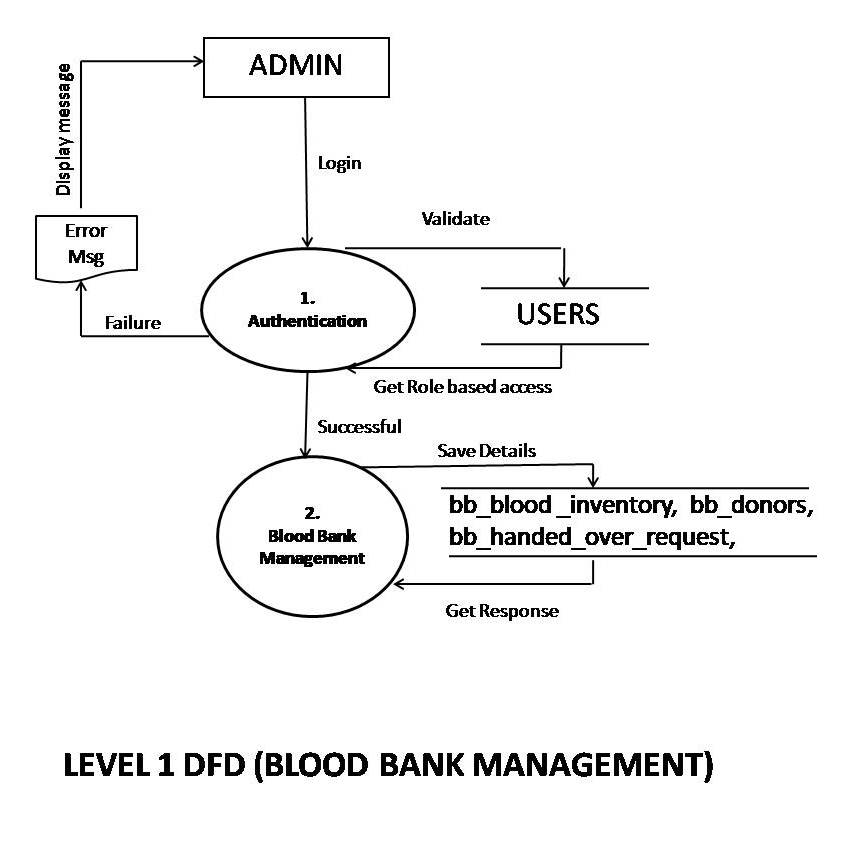 ADMIN
Display message
Login
Error
Msg
Validate
1.
Authentication
USERS
Failure
Get Role based access
Successful
Save Details
2.
Blood Bank
Management
bb_blood _inventory, bb_donors,
bb_handed_over_request,
Get Response
LEVEL 1 DFD (BLOOD BANK MANAGEMENT)